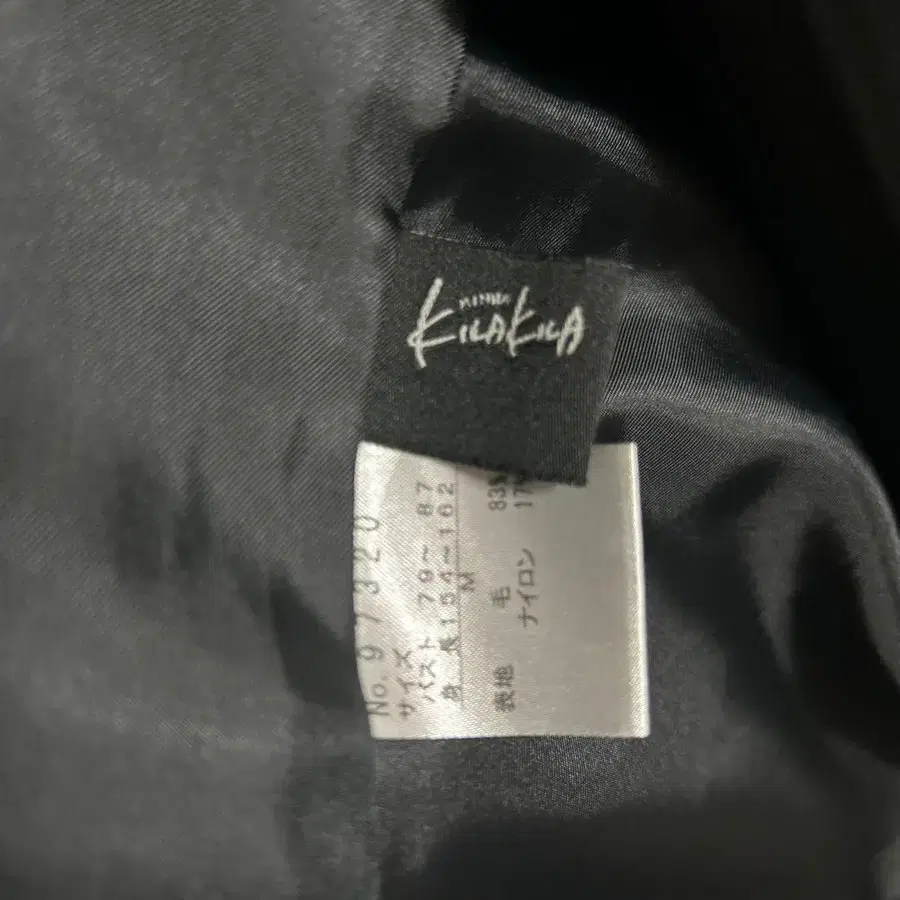 KILAKILA
No. 97320
サイズ
バスト 79〜 87
身 長154〜162
M
表地 毛 83%
ナイロン 17%